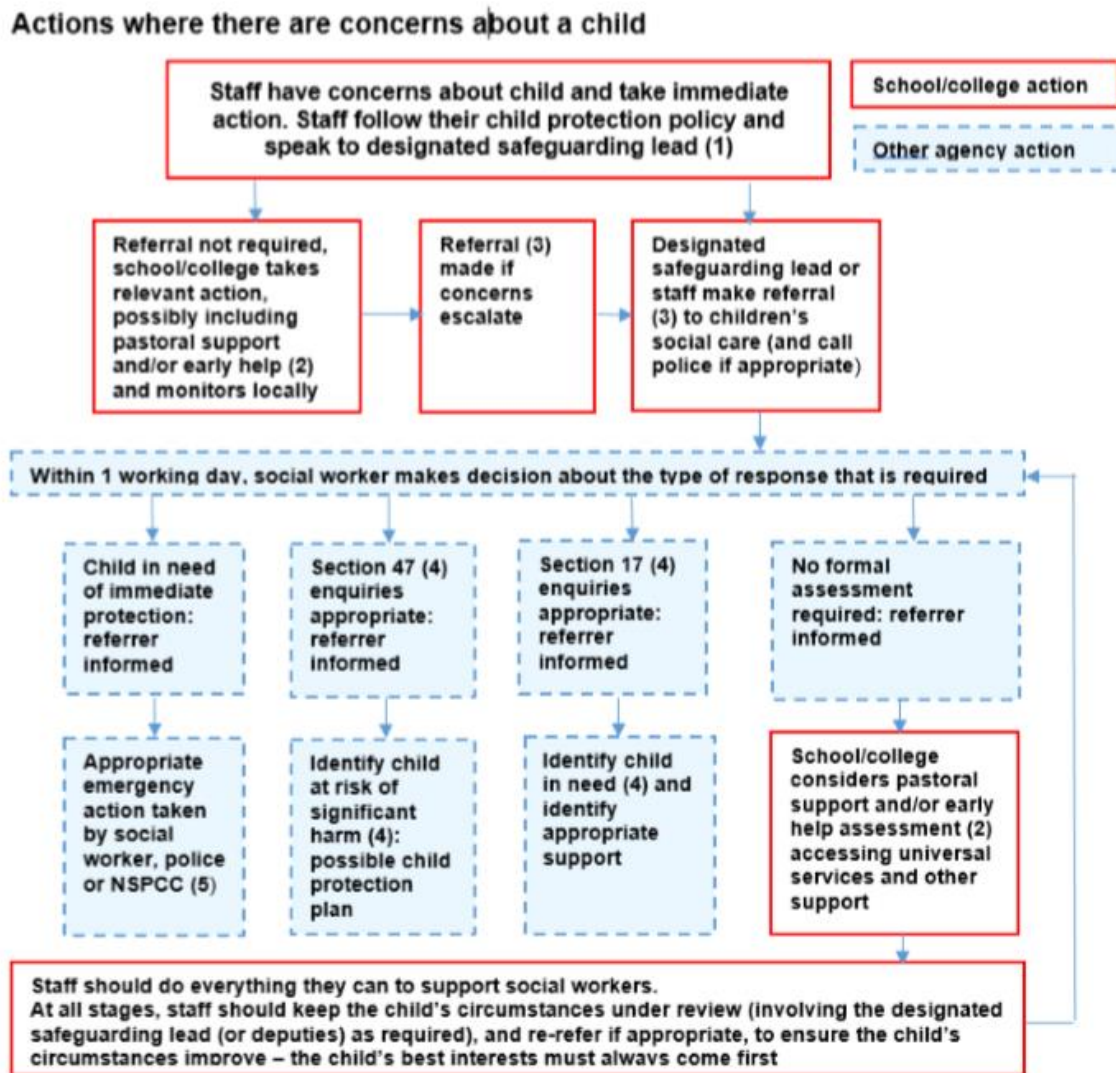 Actions where there are concerns about a child
Staff have concerns about child and take immediate
action. Staff follow their child protection policy and
speak to designated safeguarding lead (1)
School/college action
Other agency action
Referral not required,
school/college takes
relevant action,
possibly including
pastoral support
and/or early help (2)
and monitors locally
Referral (3)
made if
concerns
escalate
Designated
safeguarding lead or
staff make referral
(3) to children's
social care (and call
police if appropriate)
Within 1 working day, social worker makes decision about the type of response that is required
Child in need
of immediate
protection:
referrer
informed
Section 47 (4)
enquiries
appropriate:
referrer
informed
Section 17 (4)
enquiries
appropriate:
referrer
informed
No formal
assessment
required: referrer
informed
Appropriate
emergency
action taken
by social
worker, police
or NSPCC (5)
Identify child
at risk of
significant
harm (4):
possible child
protection
plan
Identify child
in need (4) and
identify
appropriate
support
School/college
considers pastoral
support and/or early
help assessment (2)
accessing universal
services and other
support
Staff should do everything they can to support social workers.
At all stages, staff should keep the child's circumstances under review (involving the designated
safeguarding lead (or deputies) as required), and re-refer if appropriate, to ensure the child's
circumstances improve – the child's best interests must always come first